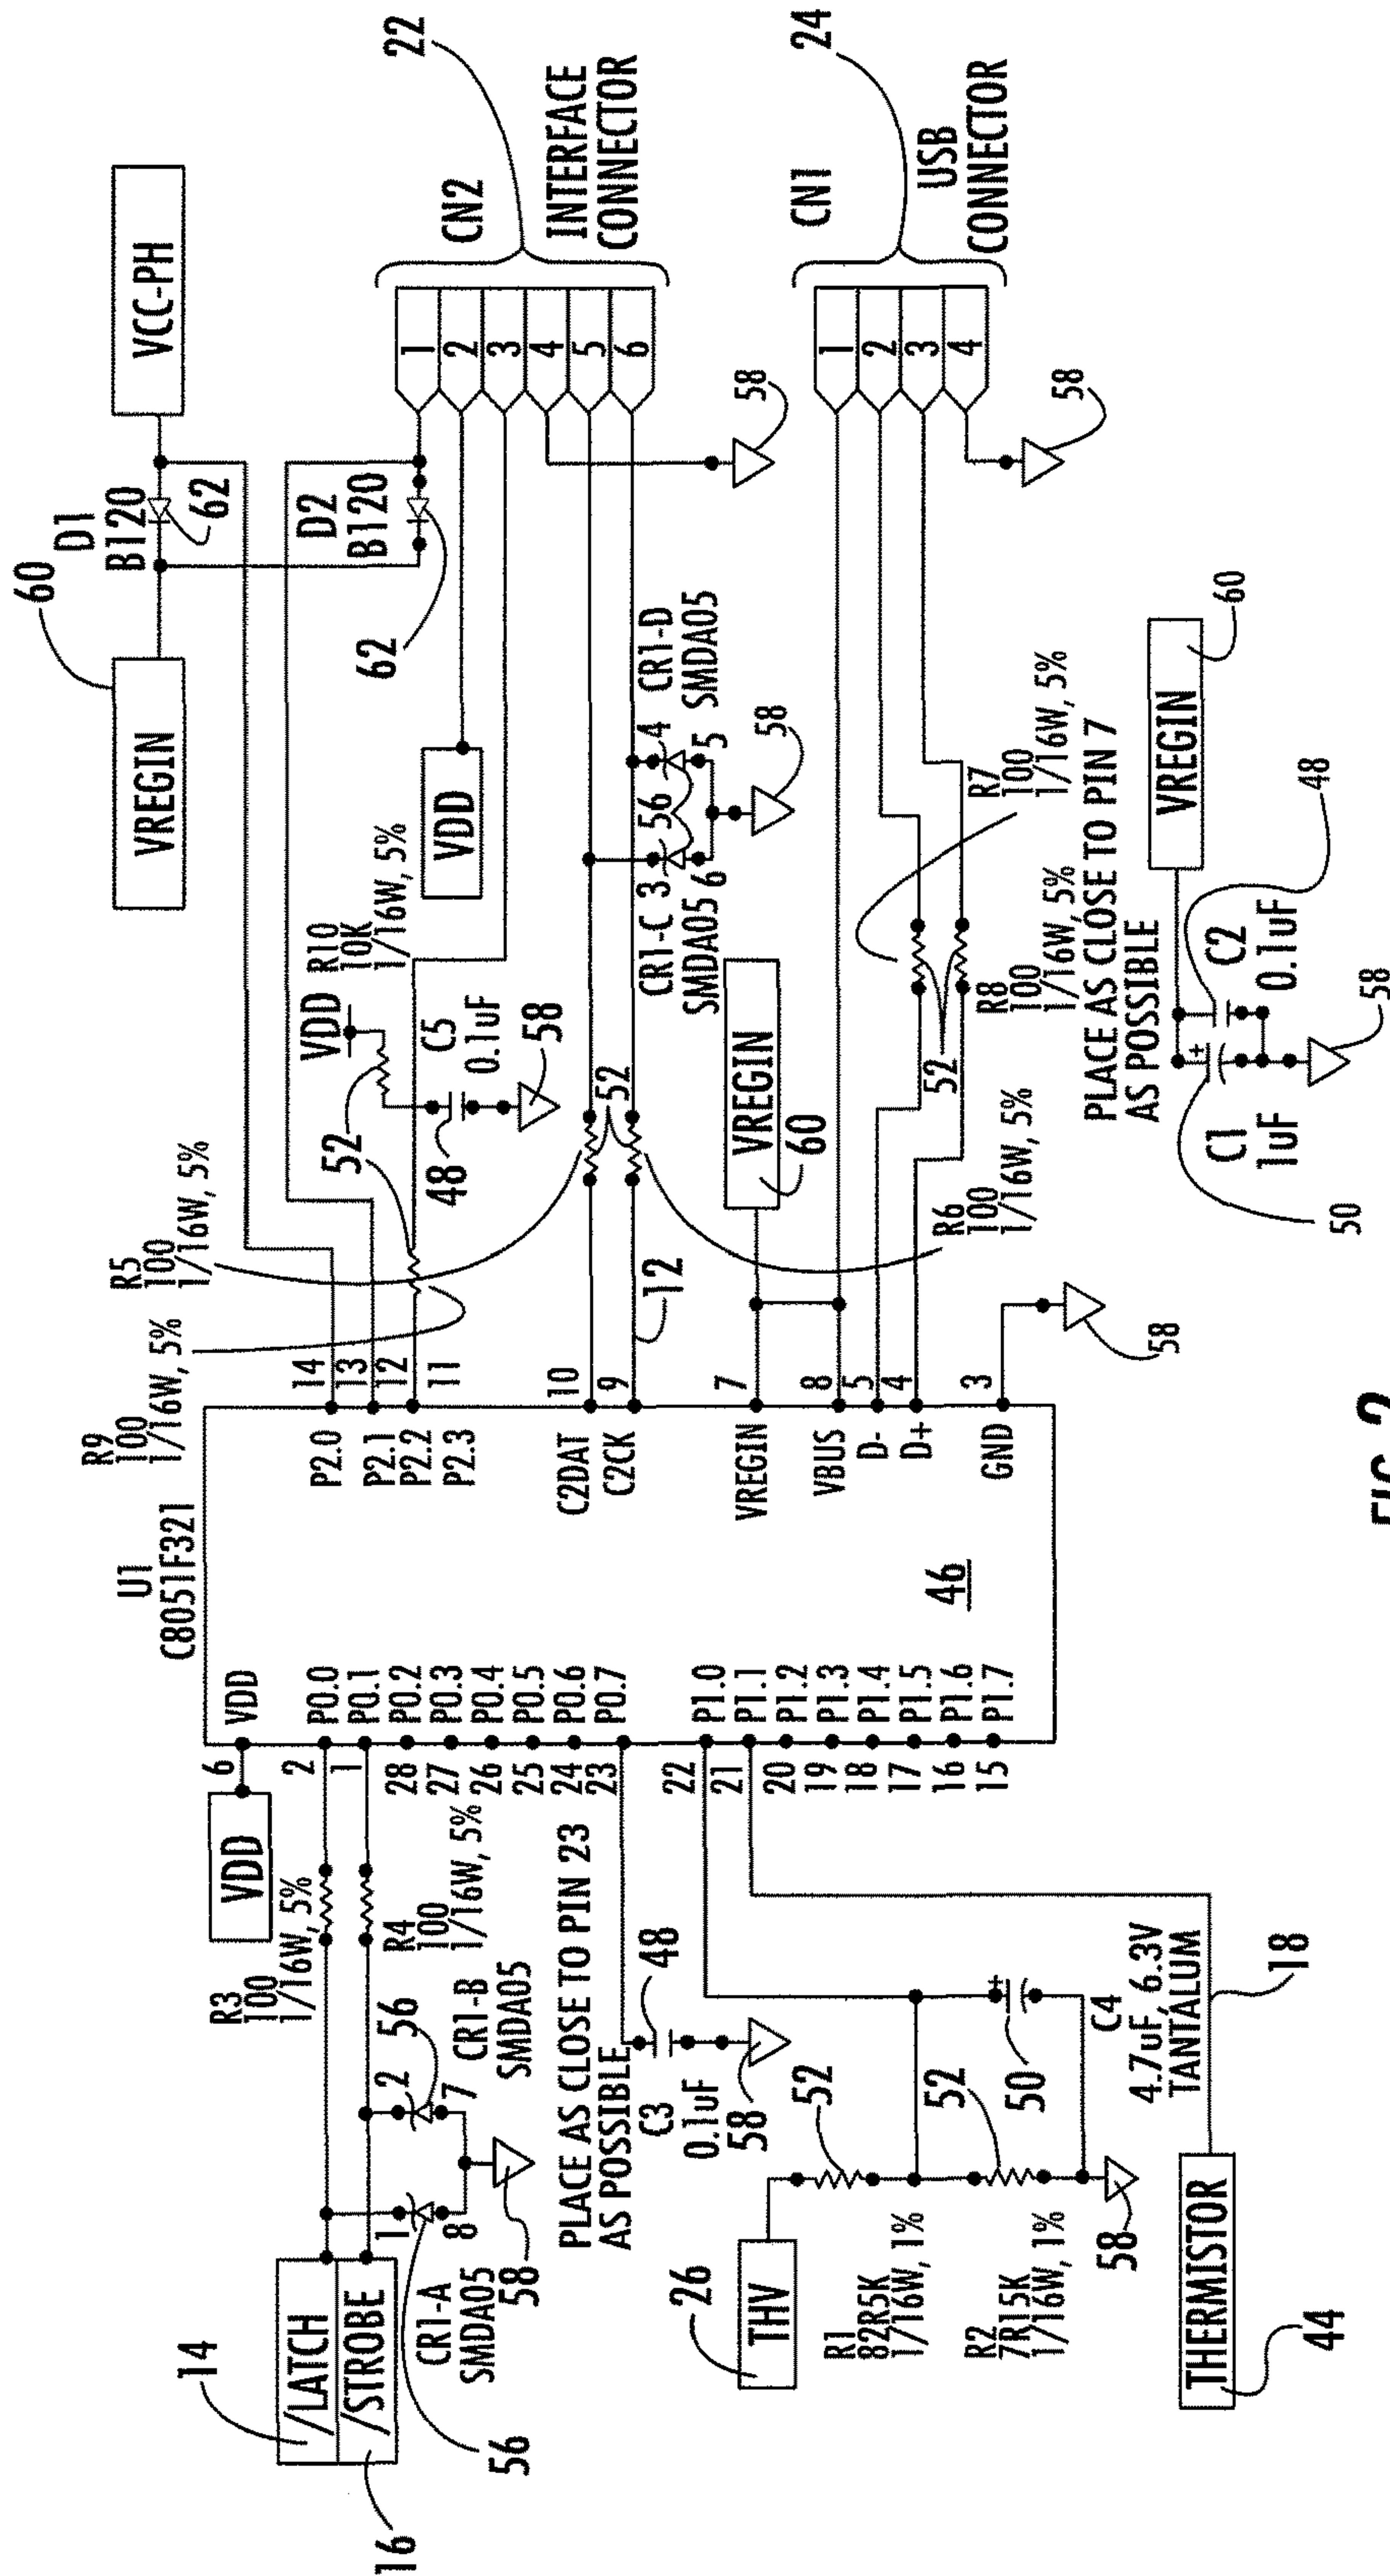 14
/LATCH
/STROBE
16
CR1-A
SMDA05
56
1
8
58
2
7
56
CR1-B
SMDA05
R3
100
1/16W, 5%
R4
100
1/16W, 5%
VDD
6
2
1
28
27
26
25
24
23
22
21
20
19
18
17
16
15
PLACE AS CLOSE TO PIN 23
AS POSSIBLE
C3
0.1uF
48
58
26
THV
R1
82R5K
1/16W, 1%
52
R2
7R15K
1/16W, 1%
52
50
58
C4
4.7uF, 6.3V
TANTALUM
18
THERMISTOR
44
U1
C8051F321
VDD
P0.0
P0.1
P0.2
P0.3
P0.4
P0.5
P0.6
P0.7
P1.0
P1.1
P1.2
P1.3
P1.4
P1.5
P1.6
P1.7
46
P2.0
P2.1
P2.2
P2.3
C2DAT
C2CK
VREGIN
VBUS
D-
D+
GND
14
13
12
11
10
9
7
8
5
4
3
R9
100
1/16W, 5%
R5
100
1/16W, 5%
52
VDD
R10
10K
1/16W, 5%
48
C5
0.1uF
58
52
12
R6
100
1/16W, 5%
VREGIN
60
58
CR1-C
SMDA05
3
6
56
4
5
CR1-D
SMDA05
58
VDD
60
VREGIN
D1
B120
62
VCC-PH
D2
B120
62
CN2
1
2
3
4
5
6
22
INTERFACE
CONNECTOR
58
CN1
1
2
3
4
24
USB
CONNECTOR
58
R7
100
1/16W, 5%
52
R8
100
1/16W, 5%
PLACE AS CLOSE TO PIN 7
AS POSSIBLE
VREGIN
60
C1
1uF
50
+
C2
0.1uF
48
58
FIG. 2